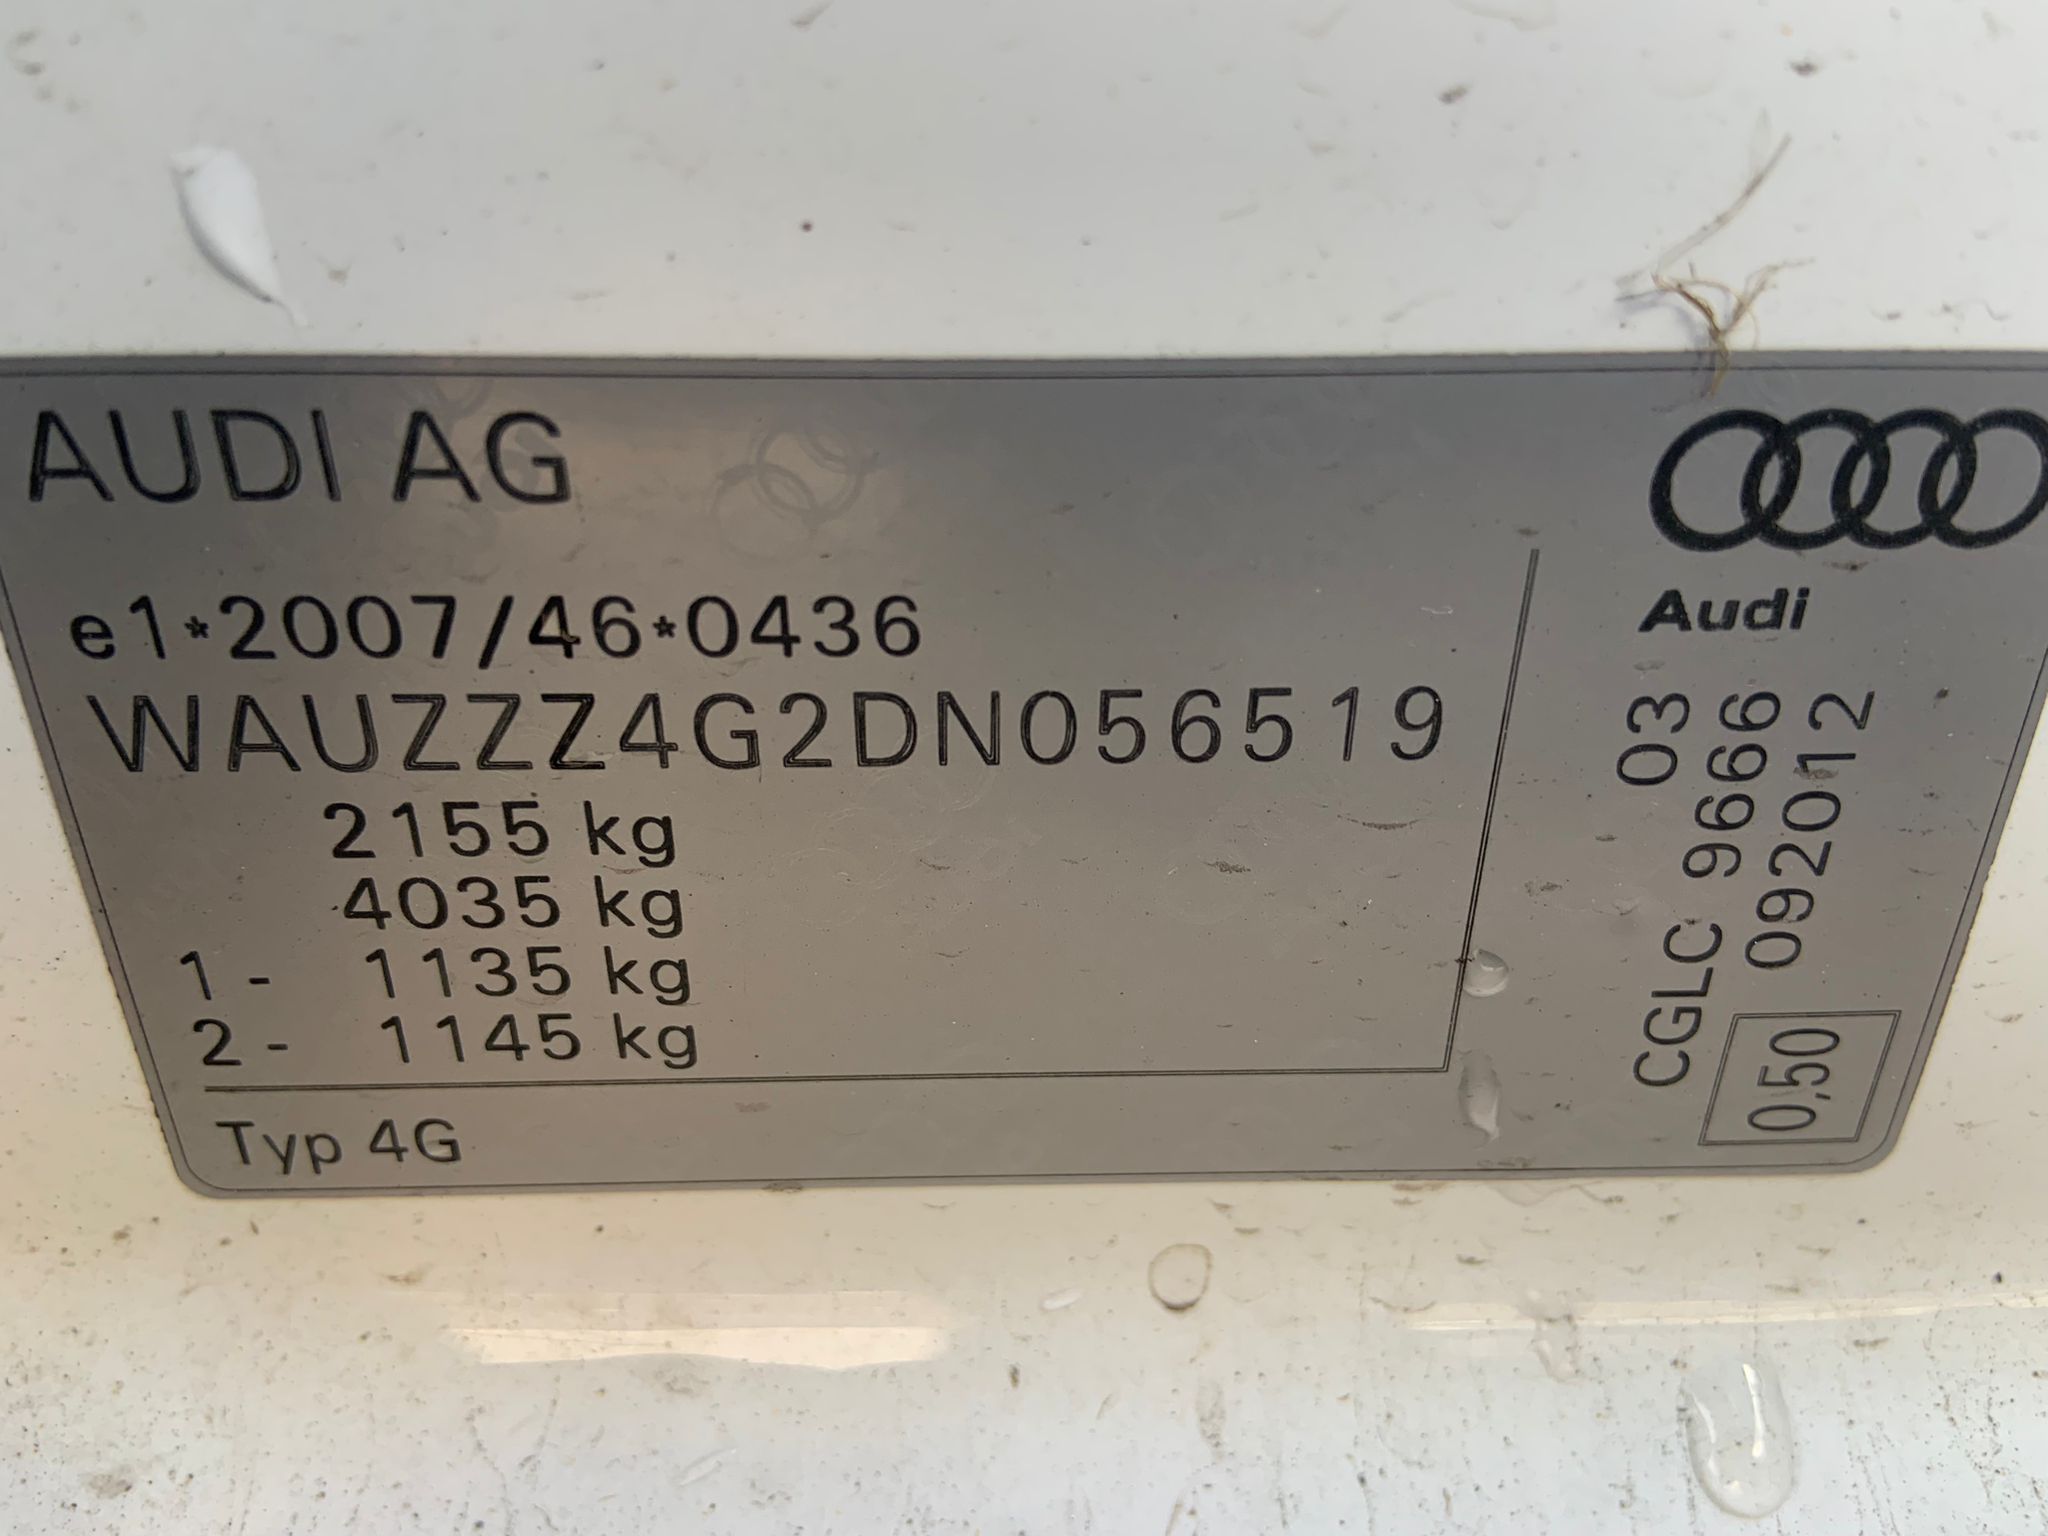 AUDI AG
e1*2007/46*0436
WAUZZZ4G2DN056519
2155 kg
4035 kg
1 - 1135 kg
2 - 1145 kg
Typ 4G
Audi
03
CGLC 9666
092012
0,50